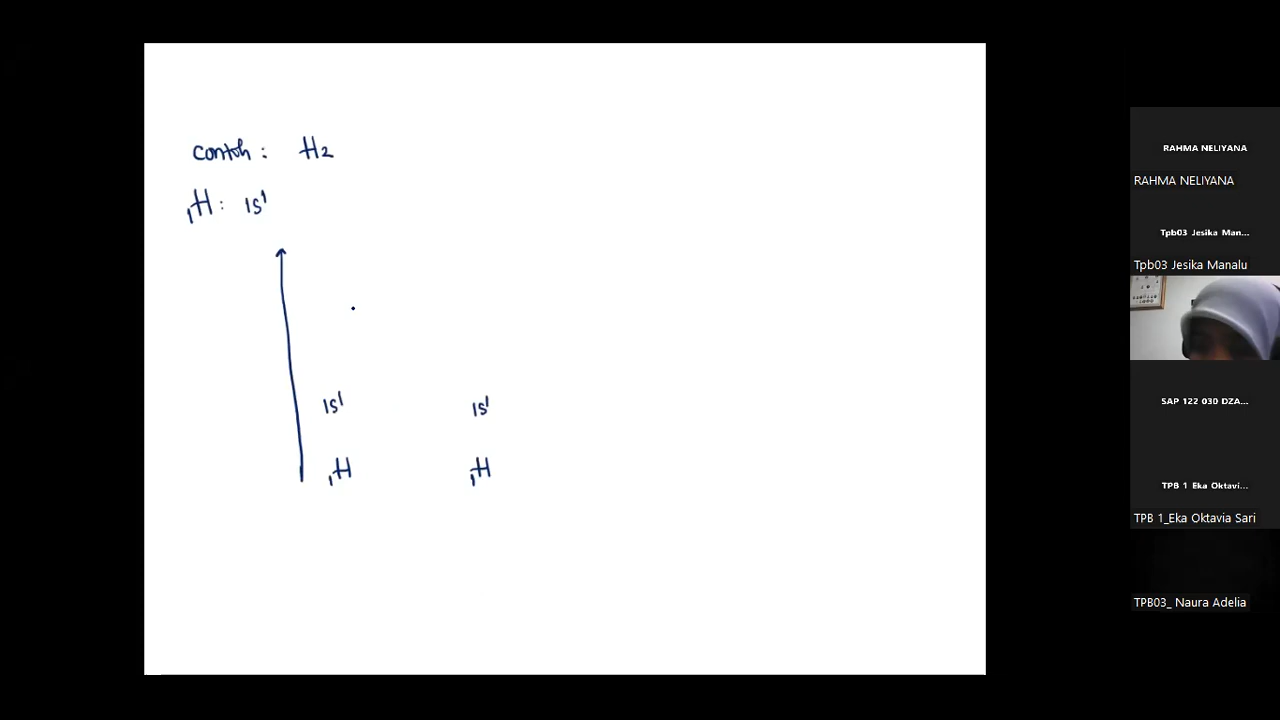 Contoh : H₂
₁H : 1s¹
1s¹ 1s¹
₁H ₁H
RAHMA NELIYANA
RAHMA NELIYANA
Tpb03 Jesika Man...
Tpb03 Jesika Manalu
SAP 122 030 DZA...
TPB 1 Eka Oktavi...
TPB 1_Eka Oktavia Sari
TPB03_ Naura Adelia